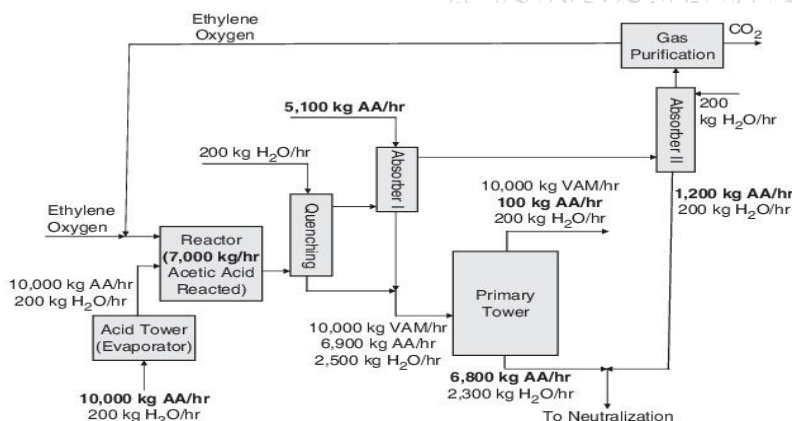 Ethylene
Oxygen
Gas
Purification
CO₂
5,100 kg AA/hr
200 kg H₂O/hr
Absorber I
Absorber II
200
kg H₂O/hr
Ethylene
Oxygen
Quenching
10,000 kg VAM/hr
100 kg AA/hr
200 kg H₂O/hr
1,200 kg AA/hr
200 kg H₂O/hr
Reactor
(7,000 kg/hr
Acetic Acid
Reacted)
10,000 kg AA/hr
200 kg H₂O/hr
Primary
Tower
Acid Tower
(Evaporator)
10,000 kg VAM/hr
6,900 kg AA/hr
2,500 kg H₂O/hr
10,000 kg AA/hr
200 kg H₂O/hr
6,800 kg AA/hr
2,300 kg H₂O/hr
To Neutralization